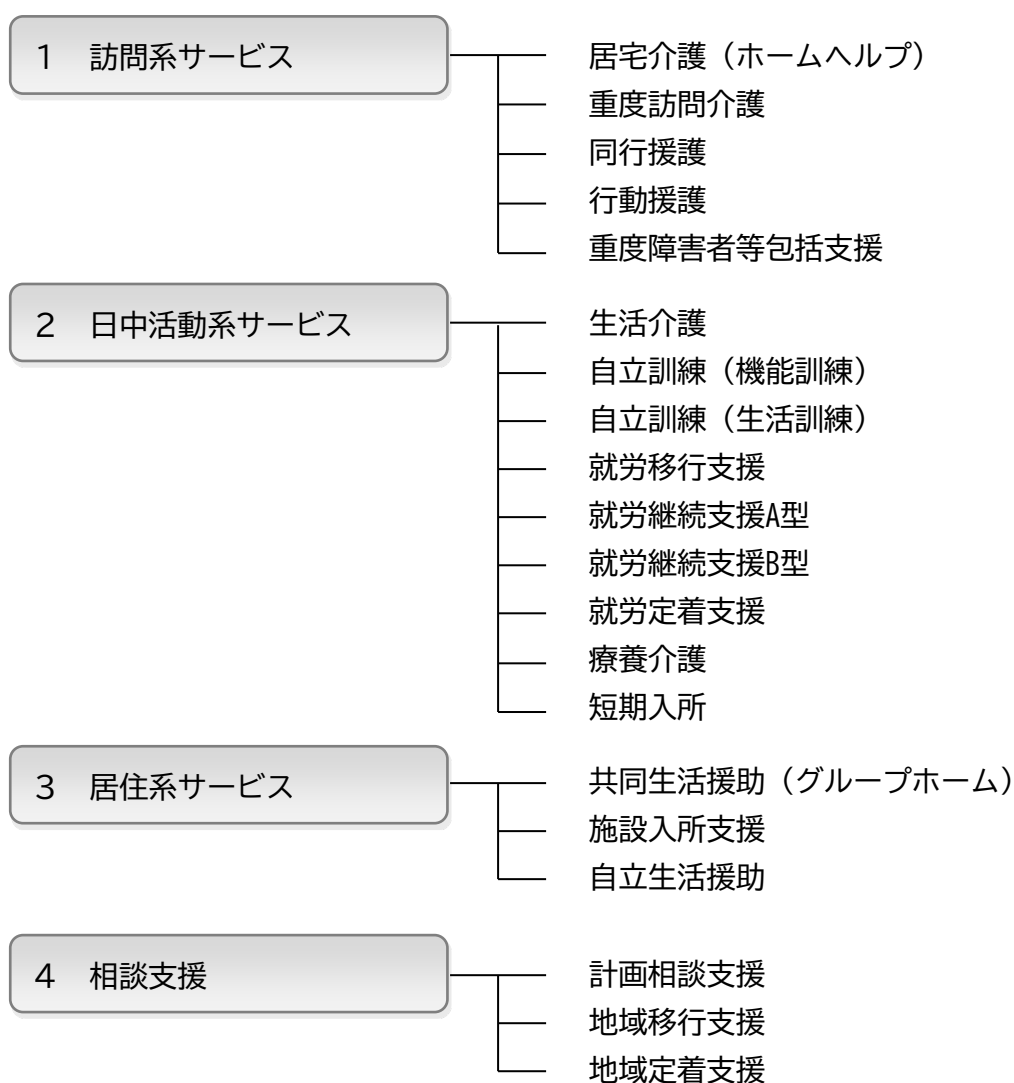 1 訪問系サービス
居宅介護（ホームヘルプ）
重度訪問介護
同行援護
行動援護
重度障害者等包括支援
2 日中活動系サービス
生活介護
自立訓練（機能訓練）
自立訓練（生活訓練）
就労移行支援
就労継続支援A型
就労継続支援B型
就労定着支援
療養介護
短期入所
3 居住系サービス
共同生活援助（グループホーム）
施設入所支援
自立生活援助
4 相談支援
計画相談支援
地域移行支援
地域定着支援